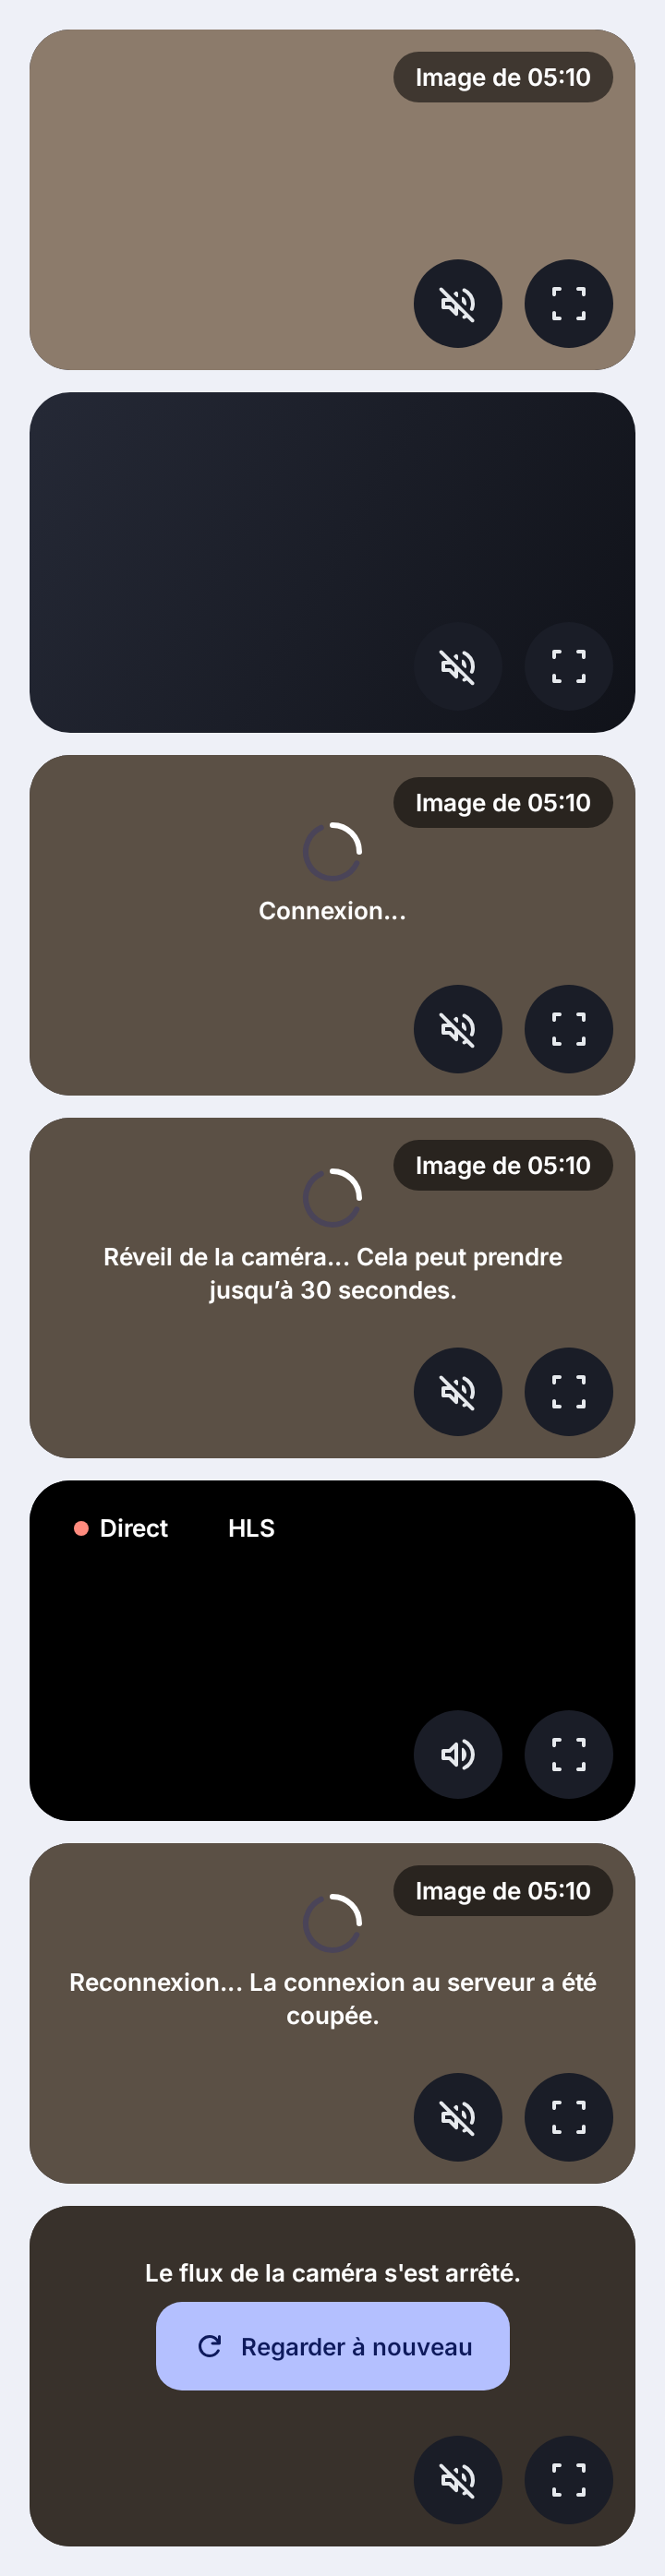 Image de 05:10
Image de 05:10
Connexion...
Image de 05:10
Réveil de la caméra... Cela peut prendre
jusqu’à 30 secondes.
Direct HLS
Image de 05:10
Reconnexion... La connexion au serveur a été
coupée.
Le flux de la caméra s'est arrêté.
Regarder à nouveau